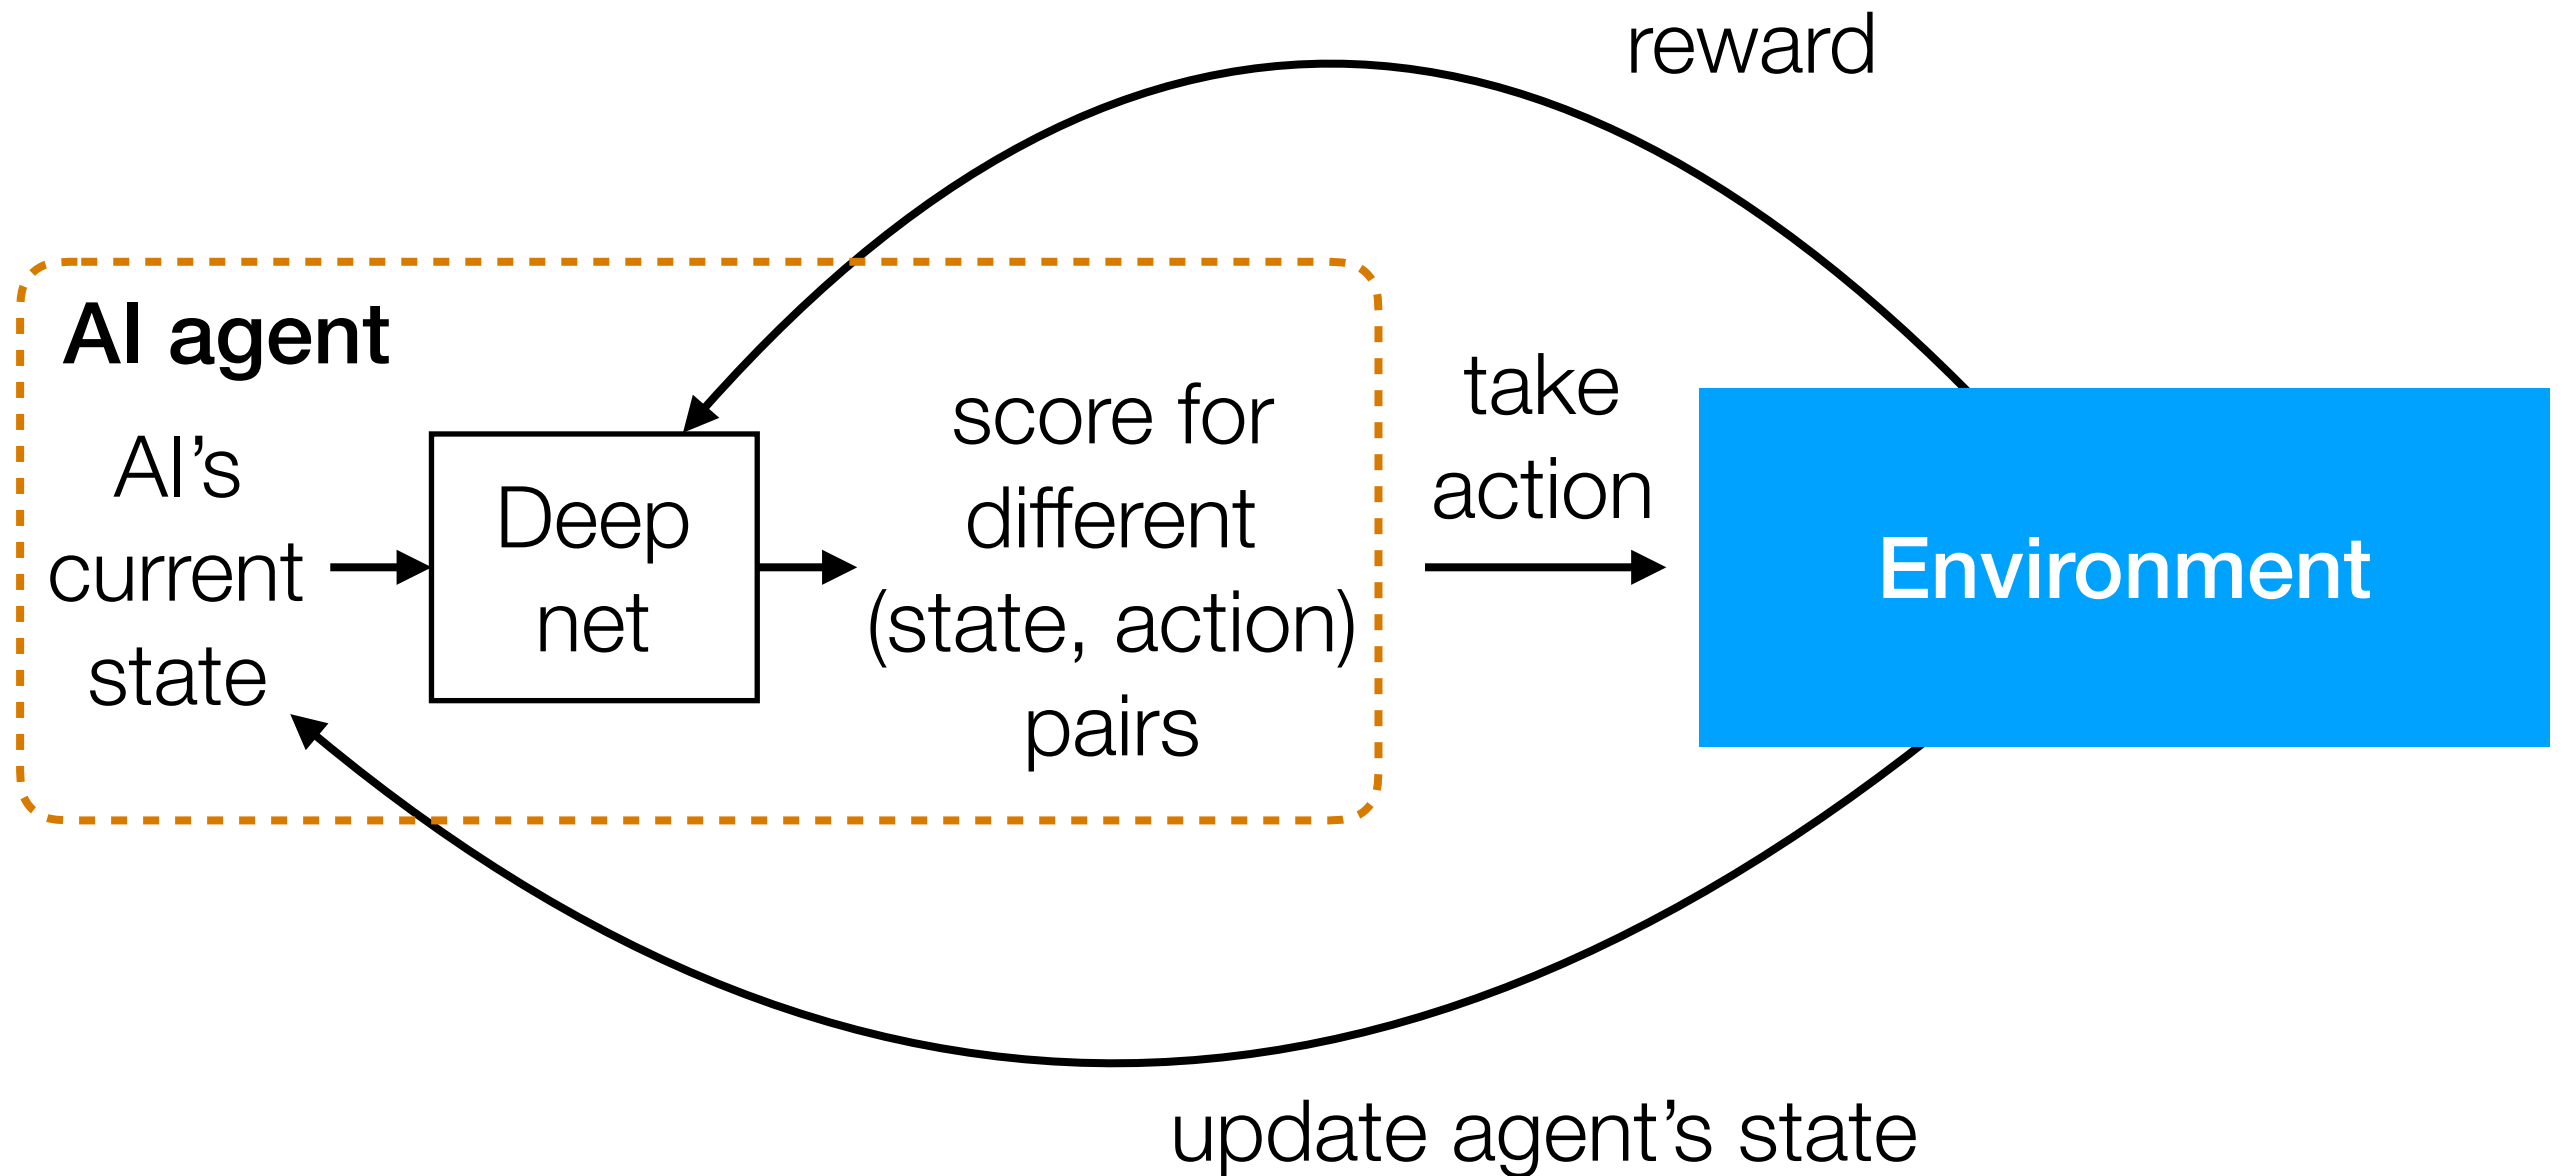 reward
AI agent
AI’s
current
state
Deep
net
score for
different
(state, action)
pairs
take
action
Environment
update agent’s state